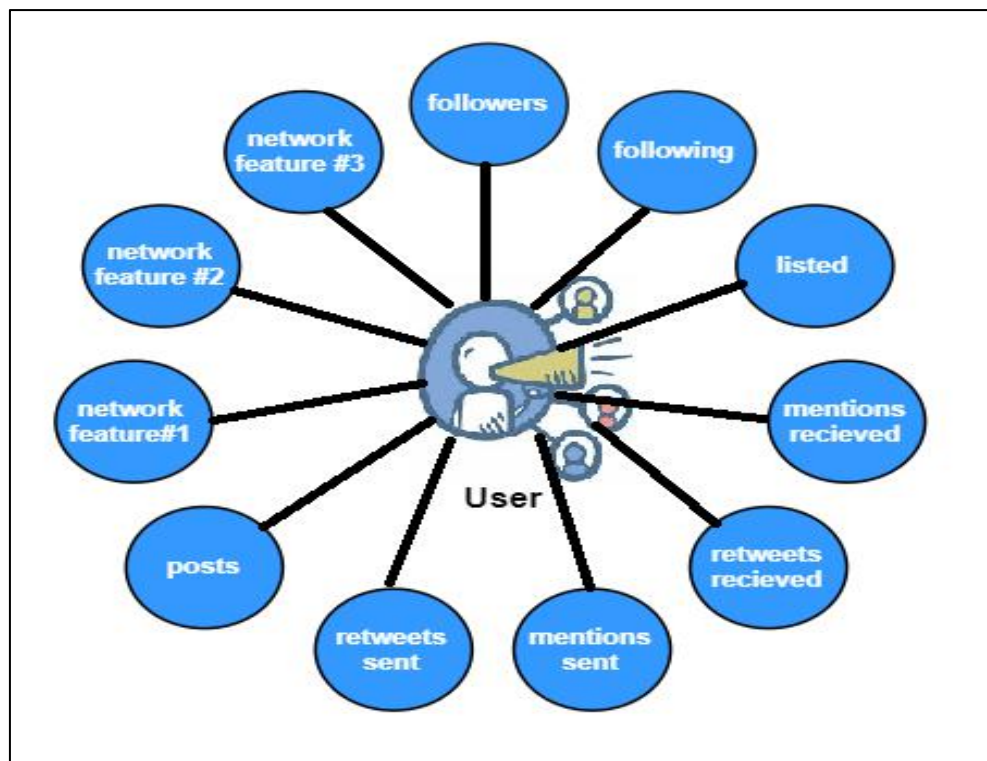 followers
following
listed
mentions
recieved
retweets
recieved
mentions
sent
retweets
sent
posts
network
feature#1
network
feature #2
network
feature #3
User